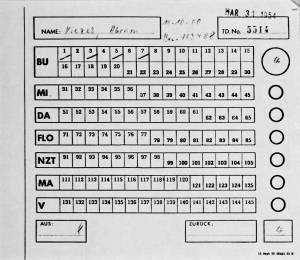 MAR 31 1954
NAME: TD. No. 5514
BU 1 2 3 4 5 6 7 8 9 10 11 12 13 14 15
16 17 18 19 20 21 22 23 24 25 26 27 28 29 30
MI 31 32 33 34 35 36 37 38 39 40 41 42 43 44 45
DA 51 52 53 54 55 56 57 58 59 60 61 62 63 64 65
FLO 71 72 73 74 75 76 77 78 79 80 81 82 83 84 85
NZT 91 92 93 94 95 96 97 98 99 100 101 102 103 104 105
MA 111 112 113 114 115 116 117 118 119 120 121 122 123 124 125
V 131 132 133 134 135 136 137 138 139 140 141 142 143 144 145
AUS: ZURÜCK: